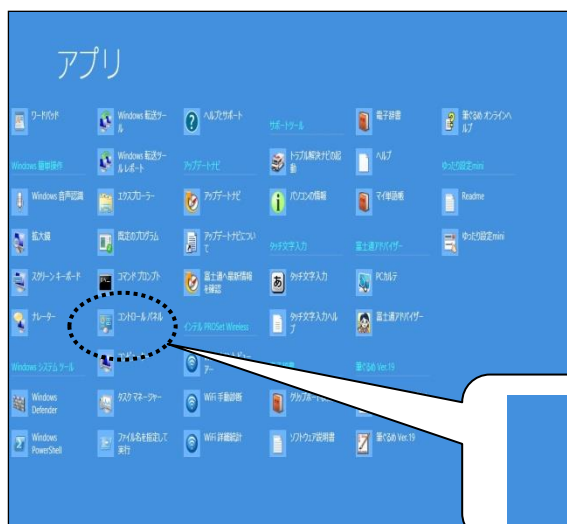 アプリ
ワードパッド
Windows 簡単操作
Windows 音声認識
拡大鏡
スクリーン キーボード
ナレーター
Windows システム ツール
Windows
Defender
Windows
PowerShell
Windows 転送ツー
ル
Windows 転送ツー
ル レポート
エクスプローラー
既定のプログラム
コマンド プロンプト
コントロール パネル
タスク マネージャー
ファイル名を指定して
実行
ヘルプとサポート
アップデートナビ
アップデートナビ
アップデートナビについ
て
富士通へ最新情報
を確認
インテル PROSet Wireless
WiFi 手動診断
WiFi 詳細統計
サポートツール
トラブル解決ナビの起
動
パソコンの情報
タッチ文字入力
タッチ文字入力
タッチ文字入力ヘル
プ
ソフトウェア説明書
電子辞書
ヘルプ
マイ単語帳
富士通アドバイザー
PCカルテ
富士通アドバイザー
筆ぐるめ Ver.19
筆ぐるめ Ver.19
筆ぐるめ オンラインヘ
ルプ
ゆったり設定mini
Readme
ゆったり設定mini